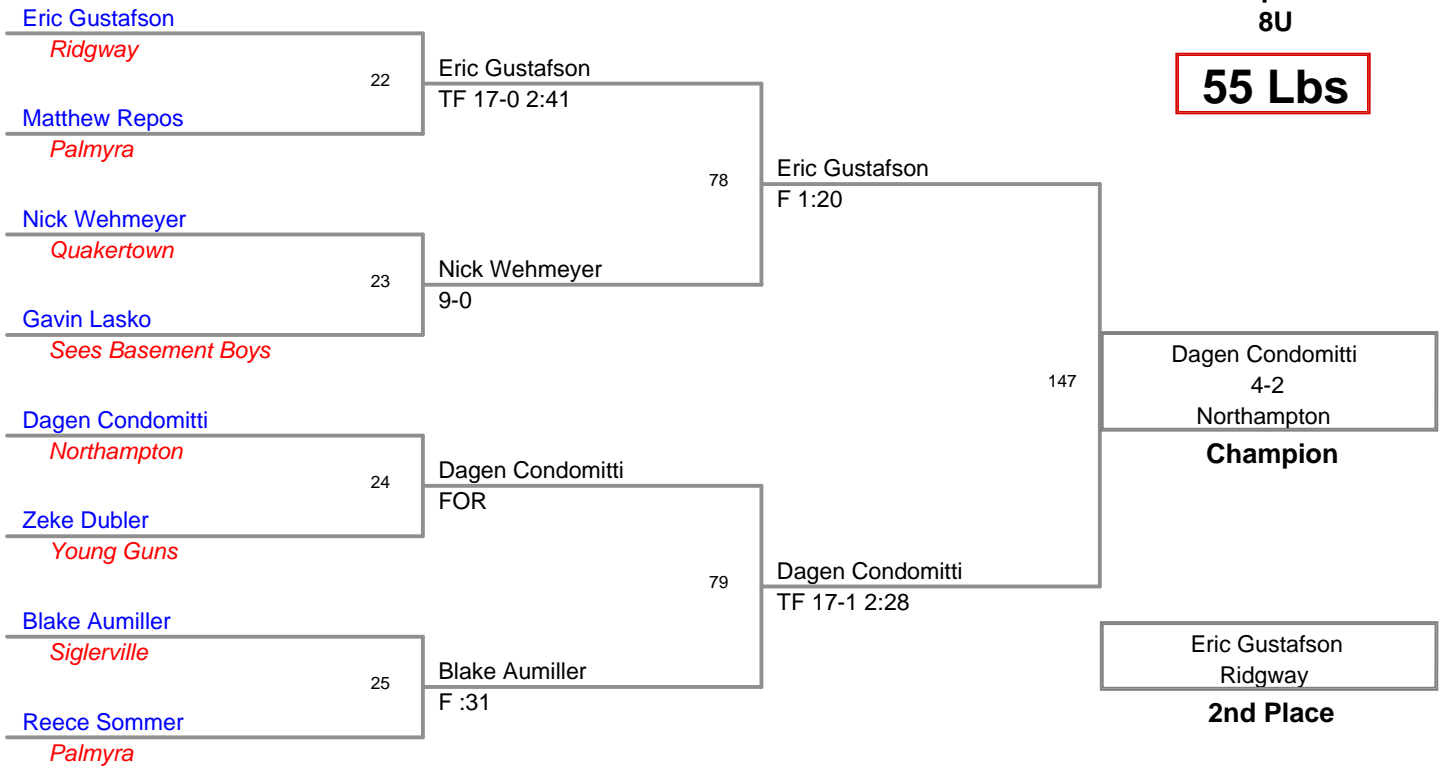 8U
55 Lbs
Eric Gustafson
Ridgway
22
Matthew Repos
Palmyra
Eric Gustafson
TF 17-0 2:41
Nick Wehmeyer
Quakertown
23
Gavin Lasko
Sees Basement Boys
Nick Wehmeyer
9-0
78
Eric Gustafson
F 1:20
Dagen Condomitti
Northampton
24
Zeke Dubler
Young Guns
Dagen Condomitti
FOR
Blake Aumiller
Siglerville
25
Reece Sommer
Palmyra
Blake Aumiller
F :31
79
Dagen Condomitti
TF 17-1 2:28
147
Dagen Condomitti
4-2
Northampton
Champion
Eric Gustafson
Ridgway
2nd Place